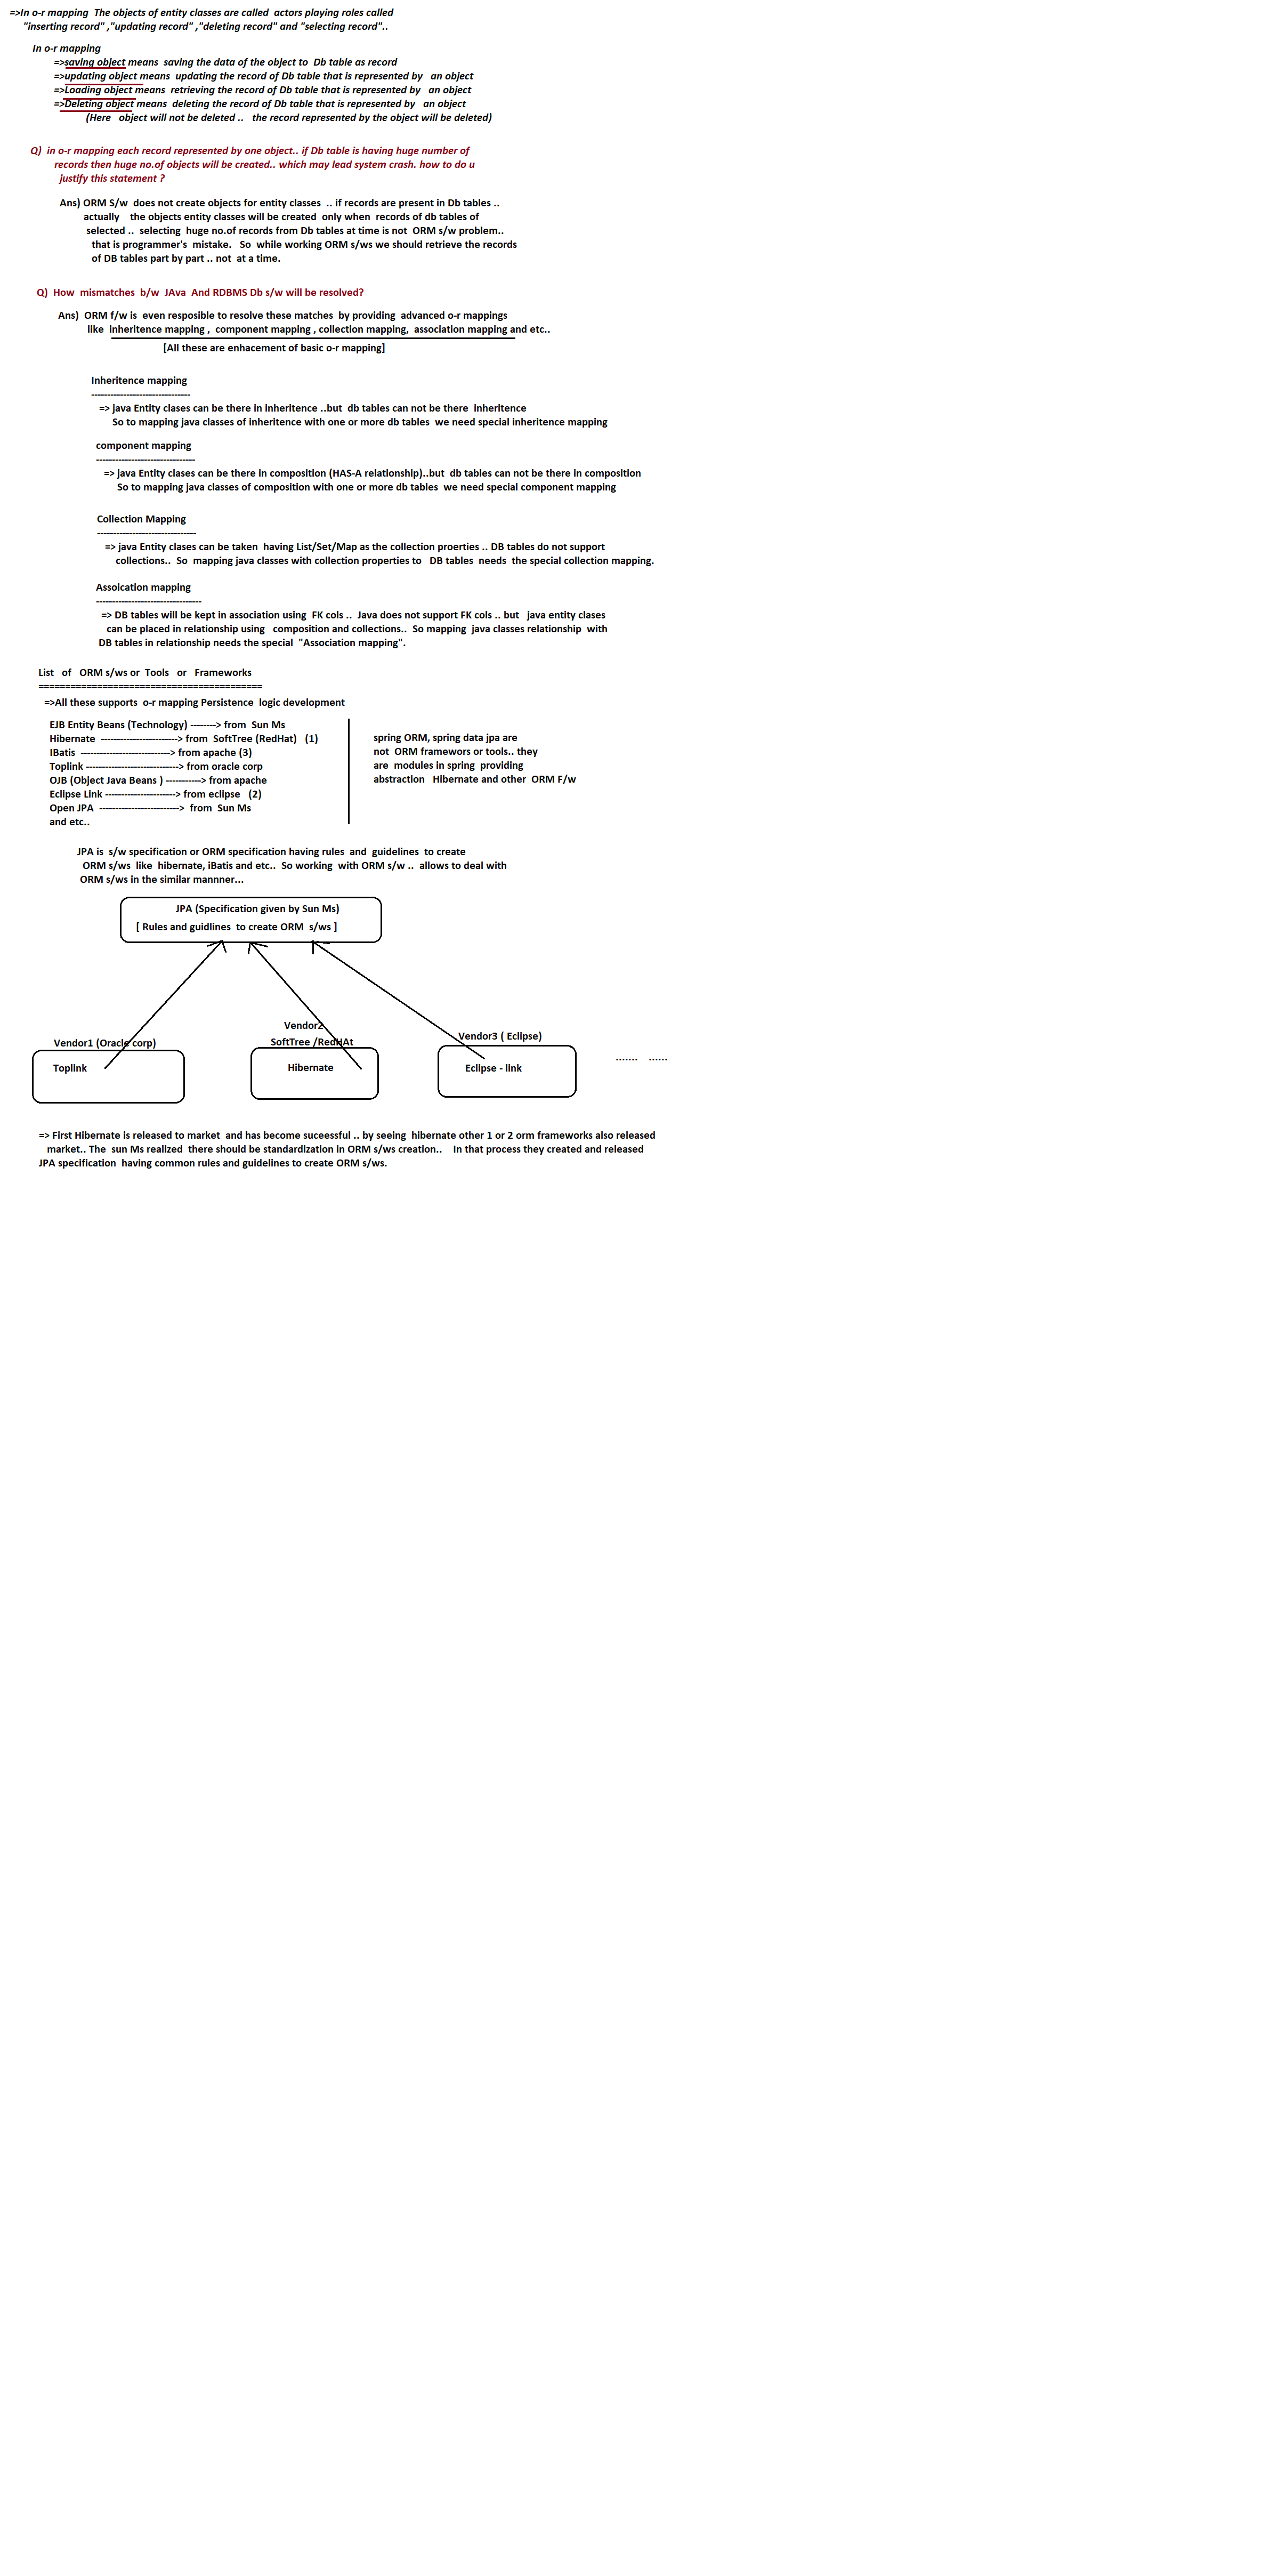 =>In o-r mapping The objects of entity classes are called actors playing roles called
"inserting record" ,"updating record" ,"deleting record" and "selecting record"..
In o-r mapping
=>saving object means saving the data of the object to Db table as record
=>updating object means updating the record of Db table that is represented by an object
=>Loading object means retrieving the record of Db table that is represented by an object
=>Deleting object means deleting the record of Db table that is represented by an object
(Here object will not be deleted .. the record represented by the object will be deleted)
Q) in o-r mapping each record represented by one object.. if Db table is having huge number of
records then huge no.of objects will be created.. which may lead system crash. how to do u
justify this statement ?
Ans) ORM S/w does not create objects for entity classes .. if records are present in Db tables ..
actually the objects entity classes will be created only when records of db tables of
selected .. selecting huge no.of records from Db tables at time is not ORM s/w problem..
that is programmer's mistake. So while working ORM s/ws we should retrieve the records
of DB tables part by part .. not at a time.
Q) How mismatches b/w JAva And RDBMS Db s/w will be resolved?
Ans) ORM f/w is even resposible to resolve these matches by providing advanced o-r mappings
like inheritence mapping , component mapping , collection mapping, association mapping and etc..
[All these are enhacement of basic o-r mapping]
Inheritence mapping
-------------------------------
=> java Entity clases can be there in inheritence ..but db tables can not be there inheritence
So to mapping java classes of inheritence with one or more db tables we need special inheritence mapping
component mapping
-------------------------------
=> java Entity clases can be there in composition (HAS-A relationship)..but db tables can not be there in composition
So to mapping java classes of composition with one or more db tables we need special component mapping
Collection Mapping
-------------------------------
=> java Entity clases can be taken having List/Set/Map as the collection proerties .. DB tables do not support
collections.. So mapping java classes with collection properties to DB tables needs the special collection mapping.
Assoication mapping
---------------------------------
=> DB tables will be kept in association using FK cols .. Java does not support FK cols .. but java entity clases
can be placed in relationship using composition and collections.. So mapping java classes relationship with
DB tables in relationship needs the special "Association mapping".
List of ORM s/ws or Tools or Frameworks
==========================================
=>All these supports o-r mapping Persistence logic development
EJB Entity Beans (Technology) --------> from Sun Ms
Hibernate ------------------------> from SoftTree (RedHat) (1)
IBatis ----------------------------> from apache (3)
Toplink -----------------------------> from oracle corp
OJB (Object Java Beans ) -----------> from apache
Eclipse Link ----------------------> from eclipse (2)
Open JPA -------------------------> from Sun Ms
and etc..
spring ORM, spring data jpa are
not ORM framewors or tools.. they
are modules in spring providing
abstraction Hibernate and other ORM F/w
JPA is s/w specification or ORM specification having rules and guidelines to create
ORM s/ws like hibernate, iBatis and etc.. So working with ORM s/w .. allows to deal with
ORM s/ws in the similar mannner...
JPA (Specification given by Sun Ms)
[ Rules and guidlines to create ORM s/ws ]
Vendor1 (Oracle corp)
Toplink
Vendor2
SoftTree /RedHAt
Hibernate
Vendor3 ( Eclipse)
Eclipse - link
....... ......
=> First Hibernate is released to market and has become suceessful .. by seeing hibernate other 1 or 2 orm frameworks also released
market.. The sun Ms realized there should be standardization in ORM s/ws creation.. In that process they created and released
JPA specification having common rules and guidelines to create ORM s/ws.